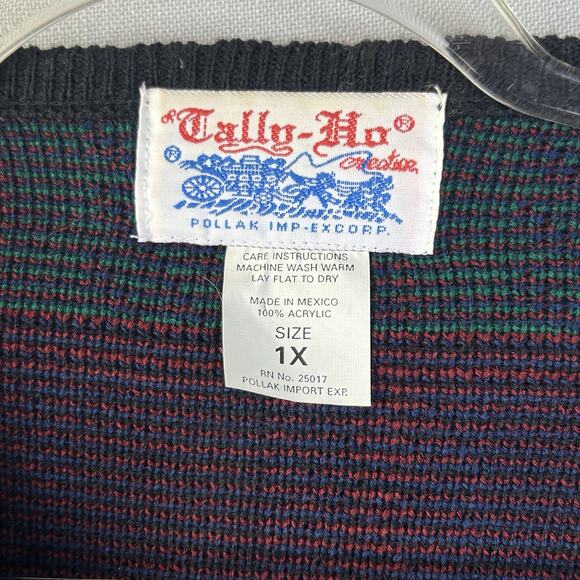 Tally-Ho®
®
POLLAK IMP-EXCORP.
CARE INSTRUCTIONS
MACHINE WASH WARM
LAY FLAT TO DRY
MADE IN MEXICO
100% ACRYLIC
SIZE
1X
RN No. 25017
POLLAK IMPORT EXP.